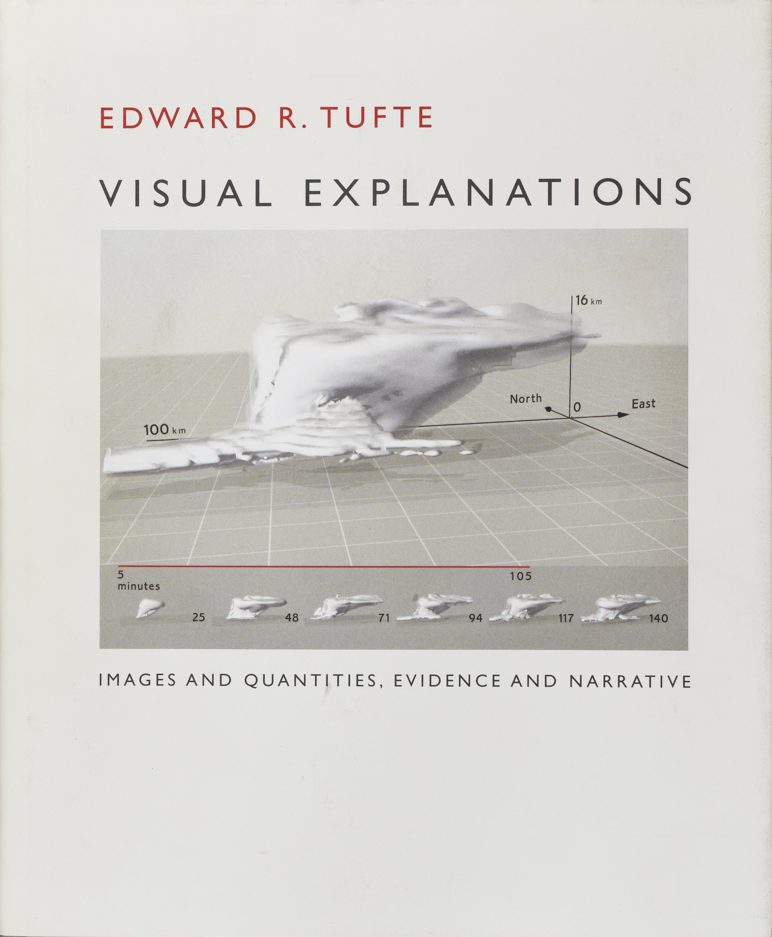 EDWARD R. TUFTE
VISUAL EXPLANATIONS
16 km
North
0
East
100 km
5
105
minutes
25
48
71
94
117
140
IMAGES AND QUANTITIES, EVIDENCE AND NARRATIVE